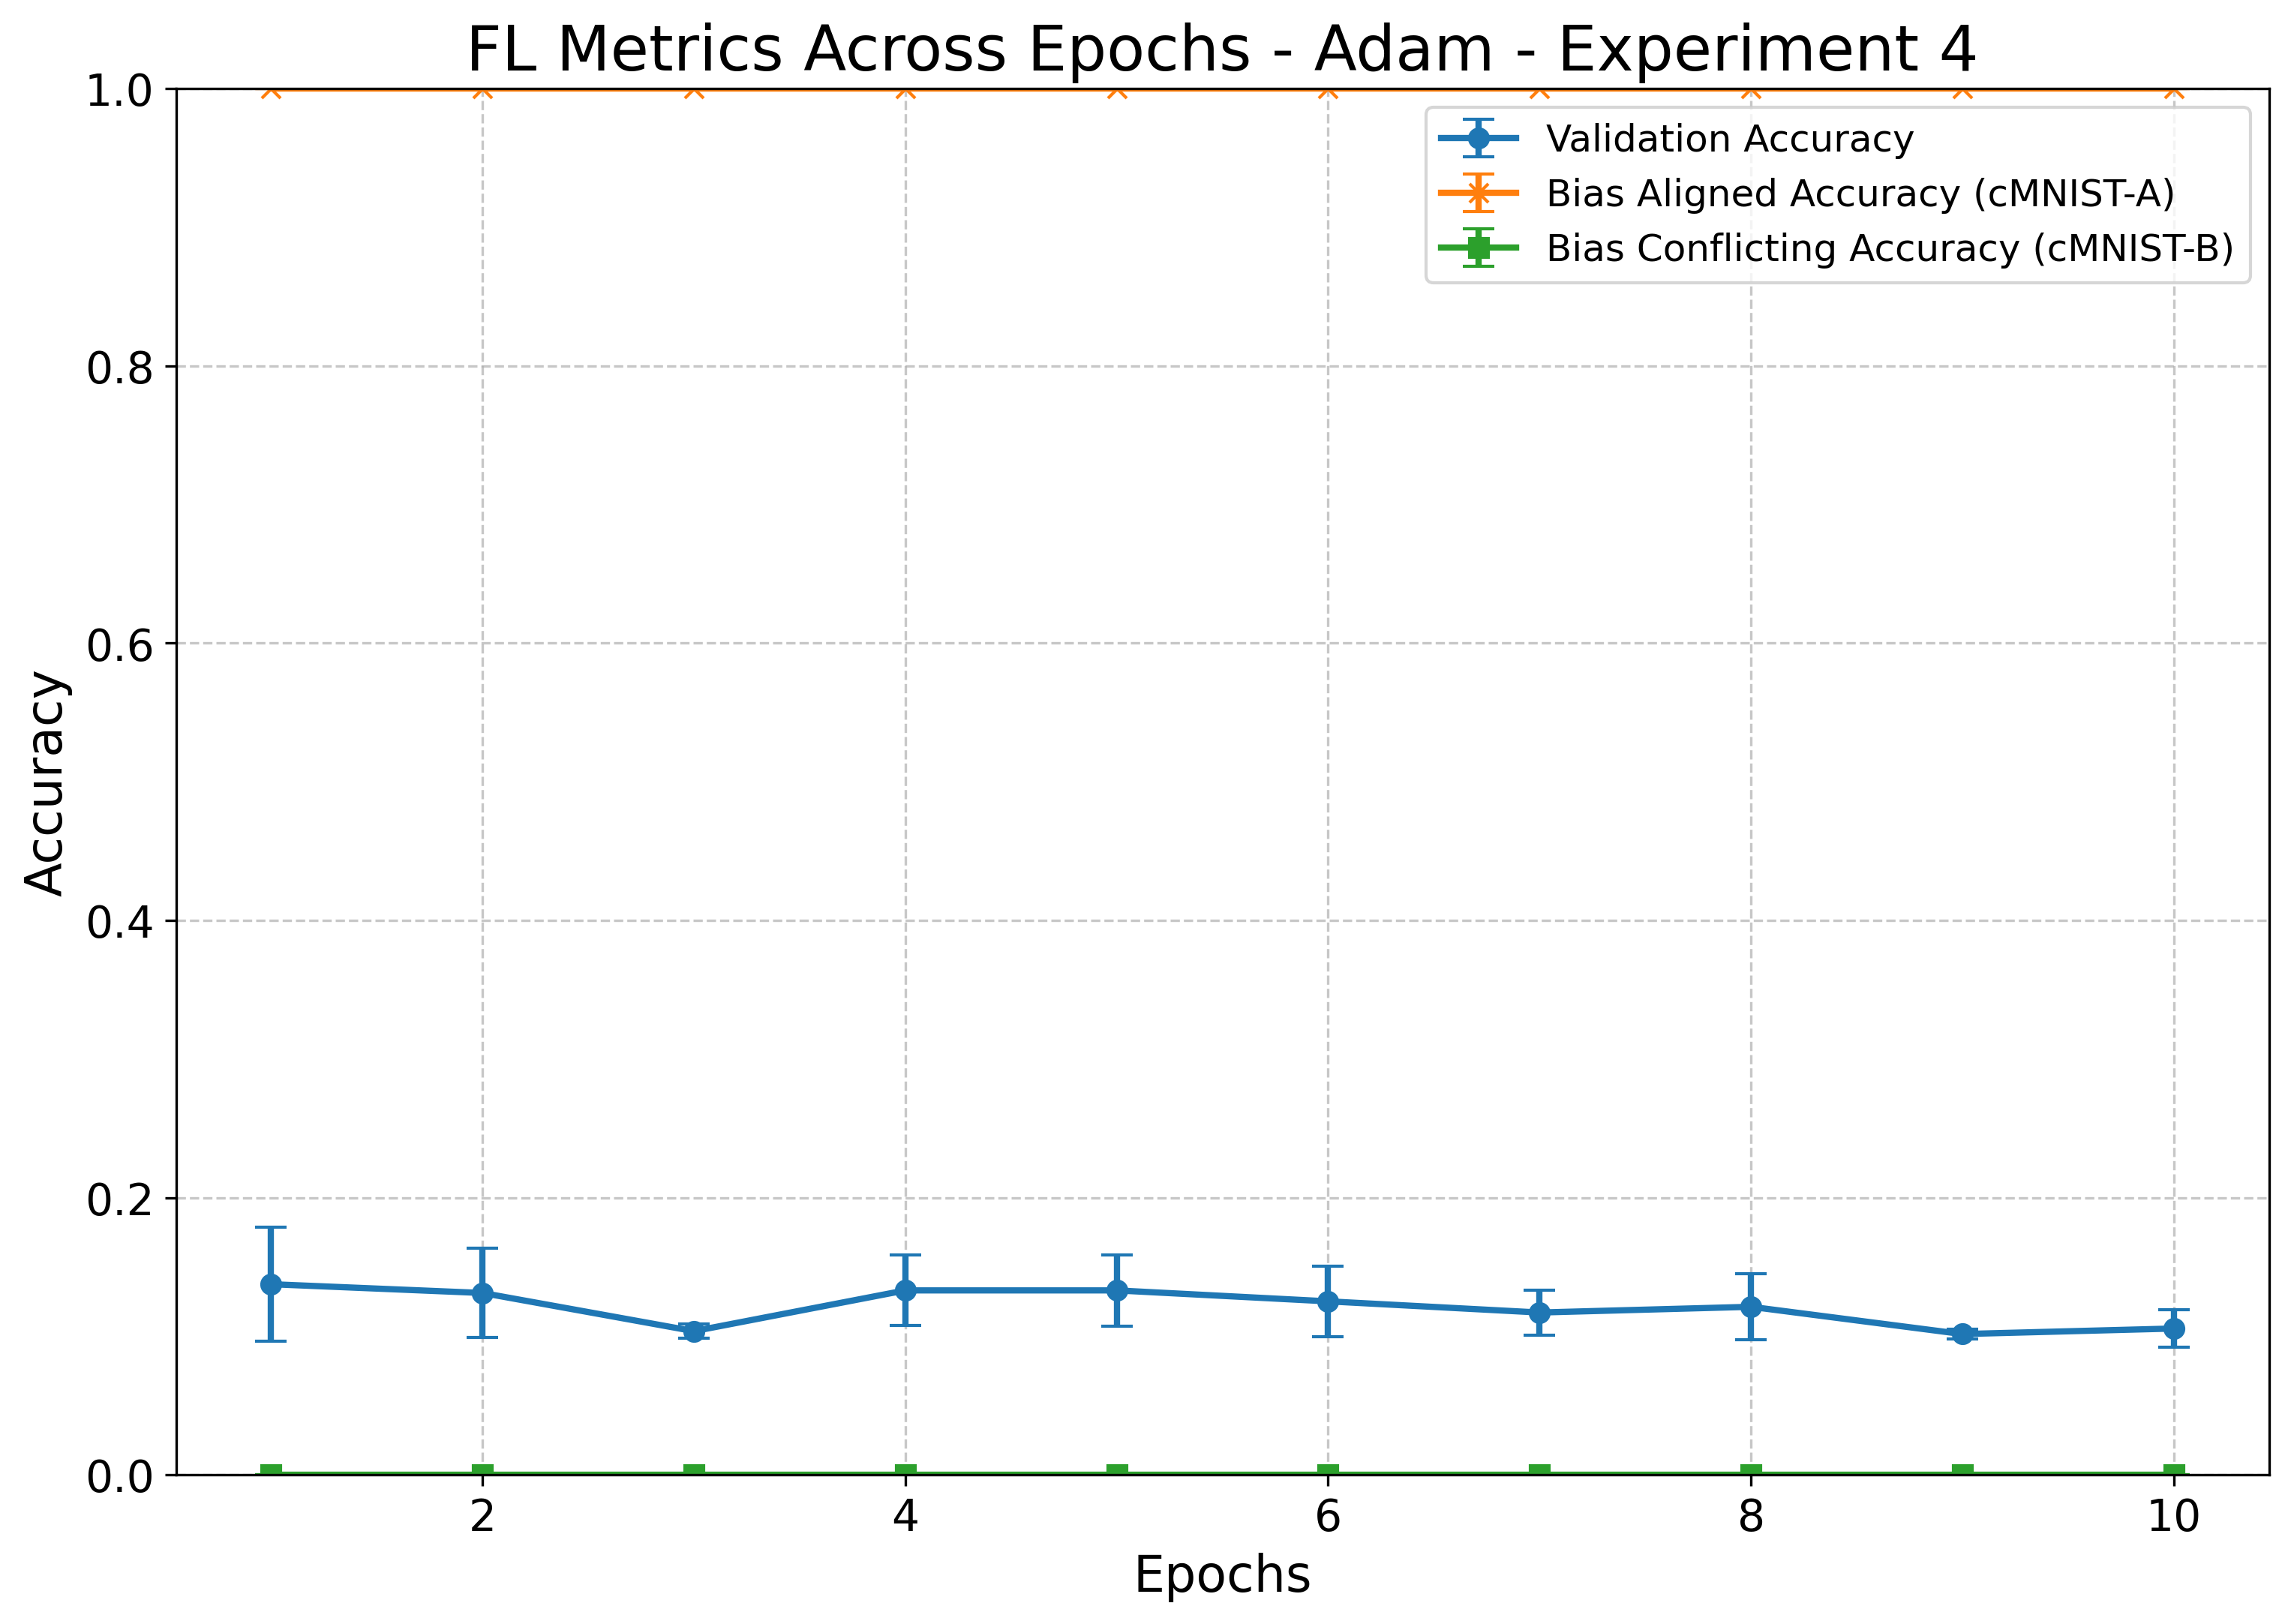 FL Metrics Across Epochs - Adam - Experiment 4
1.0
0.8
0.6
0.4
0.2
0.0
Accuracy
Validation Accuracy
Bias Aligned Accuracy (cMNIST-A)
Bias Conflicting Accuracy (cMNIST-B)
2
4
6
8
10
Epochs